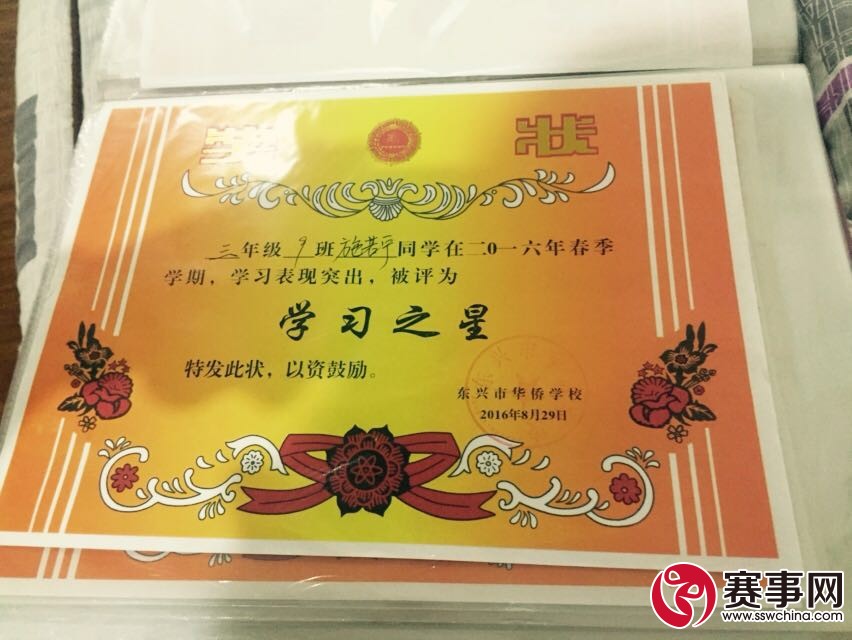 奖 状
三年级 9 班施若宁同学在二0一六年春季
学期，学习表现突出，被评为
学习之星
特发此状，以资鼓励。
东兴市华侨学校
2016年8月29日
赛事网
www.sswchina.com